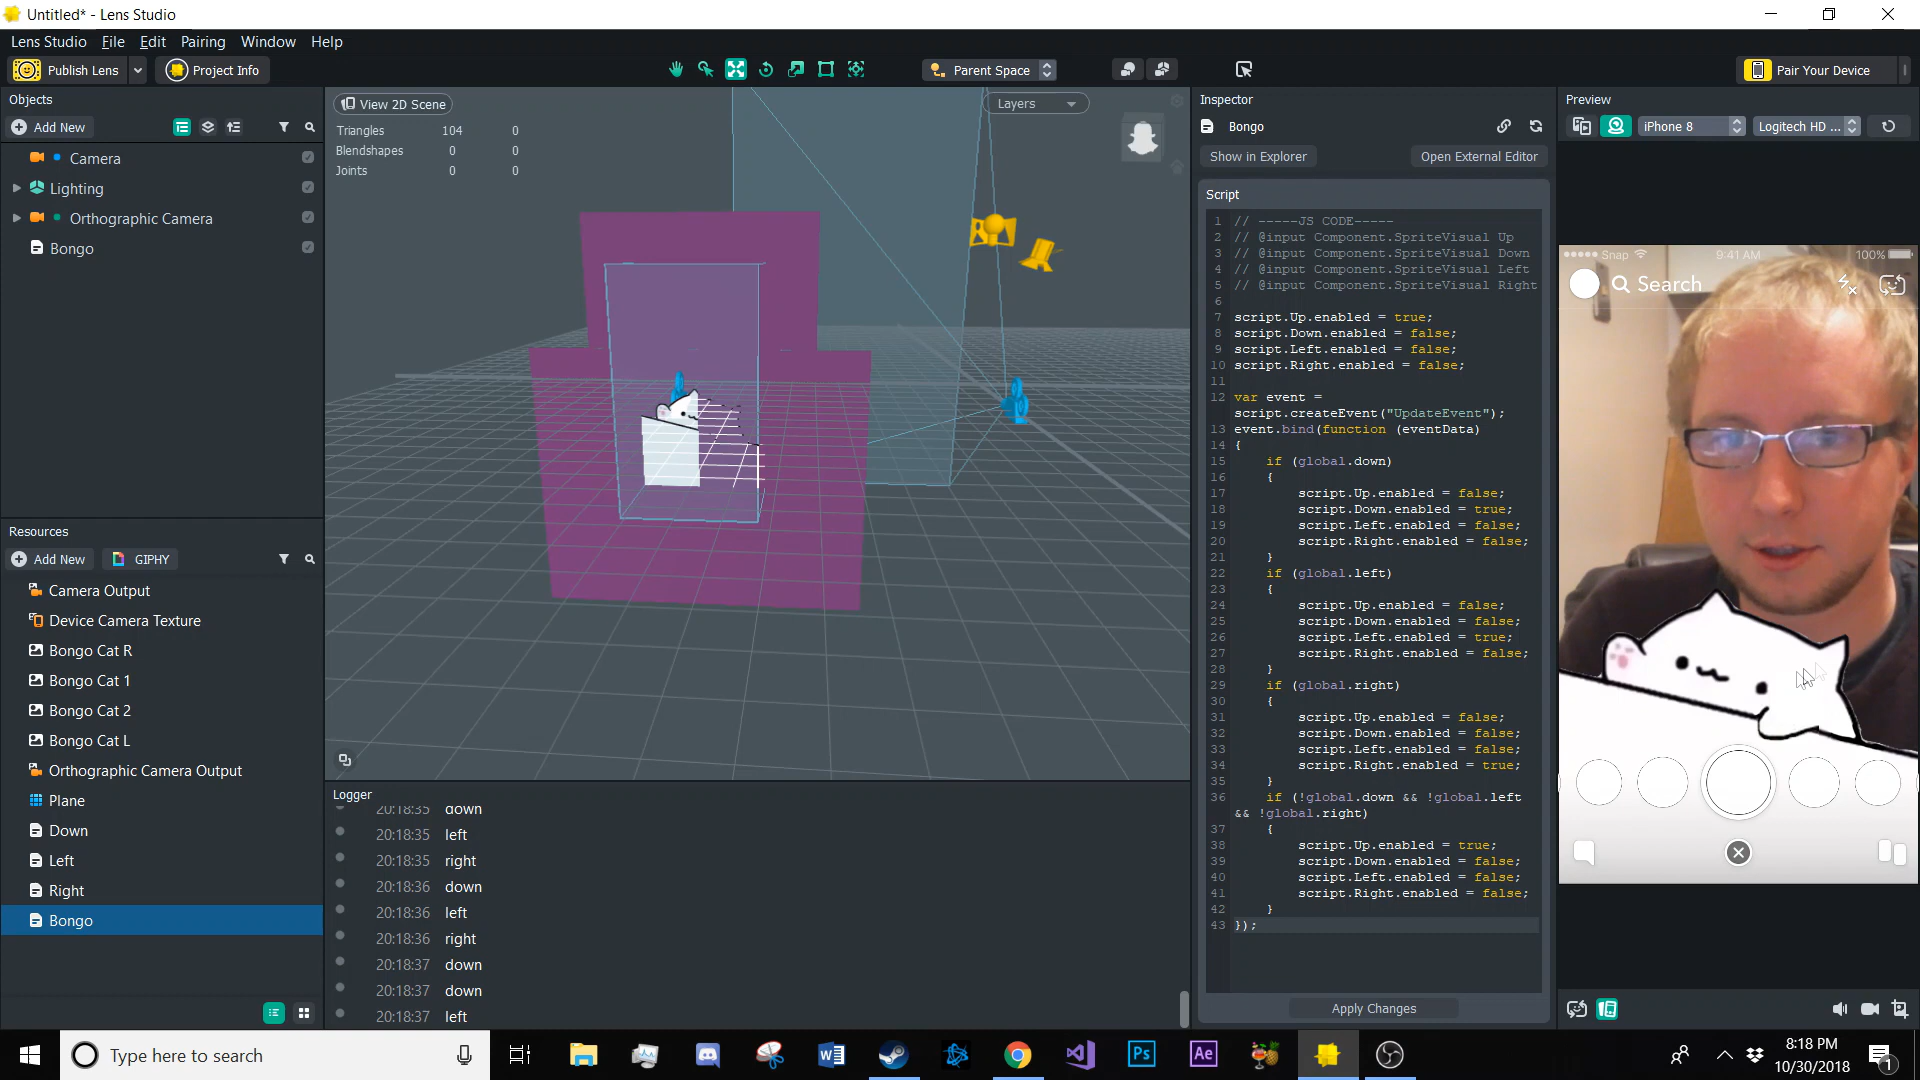 Untitled* - Lens Studio
Lens Studio File Edit Pairing Window Help
Publish Lens Project Info Parent Space Pair Your Device
Objects
Add New
Camera
Lighting
Orthographic Camera
Bongo
Resources
Add New GIPHY
Camera Output
Device Camera Texture
Bongo Cat R
Bongo Cat 1
Bongo Cat 2
Bongo Cat L
Orthographic Camera Output
Plane
Down
Left
Right
Bongo
View 2D Scene Layers
Triangles 104 0
Blendshapes 0 0
Joints 0 0
Logger
20:18:35 down
20:18:35 left
20:18:35 right
20:18:36 down
20:18:36 left
20:18:36 right
20:18:37 down
20:18:37 down
20:18:37 left
Inspector
Bongo
Show in Explorer Open External Editor
Script
1 // -----JS CODE-----
2 // @input Component.SpriteVisual Up
3 // @input Component.SpriteVisual Down
4 // @input Component.SpriteVisual Left
5 // @input Component.SpriteVisual Right
6
7 script.Up.enabled = true;
8 script.Down.enabled = false;
9 script.Left.enabled = false;
10 script.Right.enabled = false;
11
12 var event =
script.createEvent("UpdateEvent");
13 event.bind(function (eventData)
14 {
15 if (global.down)
16 {
17 script.Up.enabled = false;
18 script.Down.enabled = true;
19 script.Left.enabled = false;
20 script.Right.enabled = false;
21 }
22 if (global.left)
23 {
24 script.Up.enabled = false;
25 script.Down.enabled = false;
26 script.Left.enabled = true;
27 script.Right.enabled = false;
28 }
29 if (global.right)
30 {
31 script.Up.enabled = false;
32 script.Down.enabled = false;
33 script.Left.enabled = false;
34 script.Right.enabled = true;
35 }
36 if (!global.down && !global.left
&& !global.right)
37 {
38 script.Up.enabled = true;
39 script.Down.enabled = false;
40 script.Left.enabled = false;
41 script.Right.enabled = false;
42 }
43 });
Apply Changes
Preview
iPhone 8 Logitech HD ...
Snap 9:41 AM 100%
Search
Type here to search
W Ps Ae
8:18 PM
10/30/2018
1